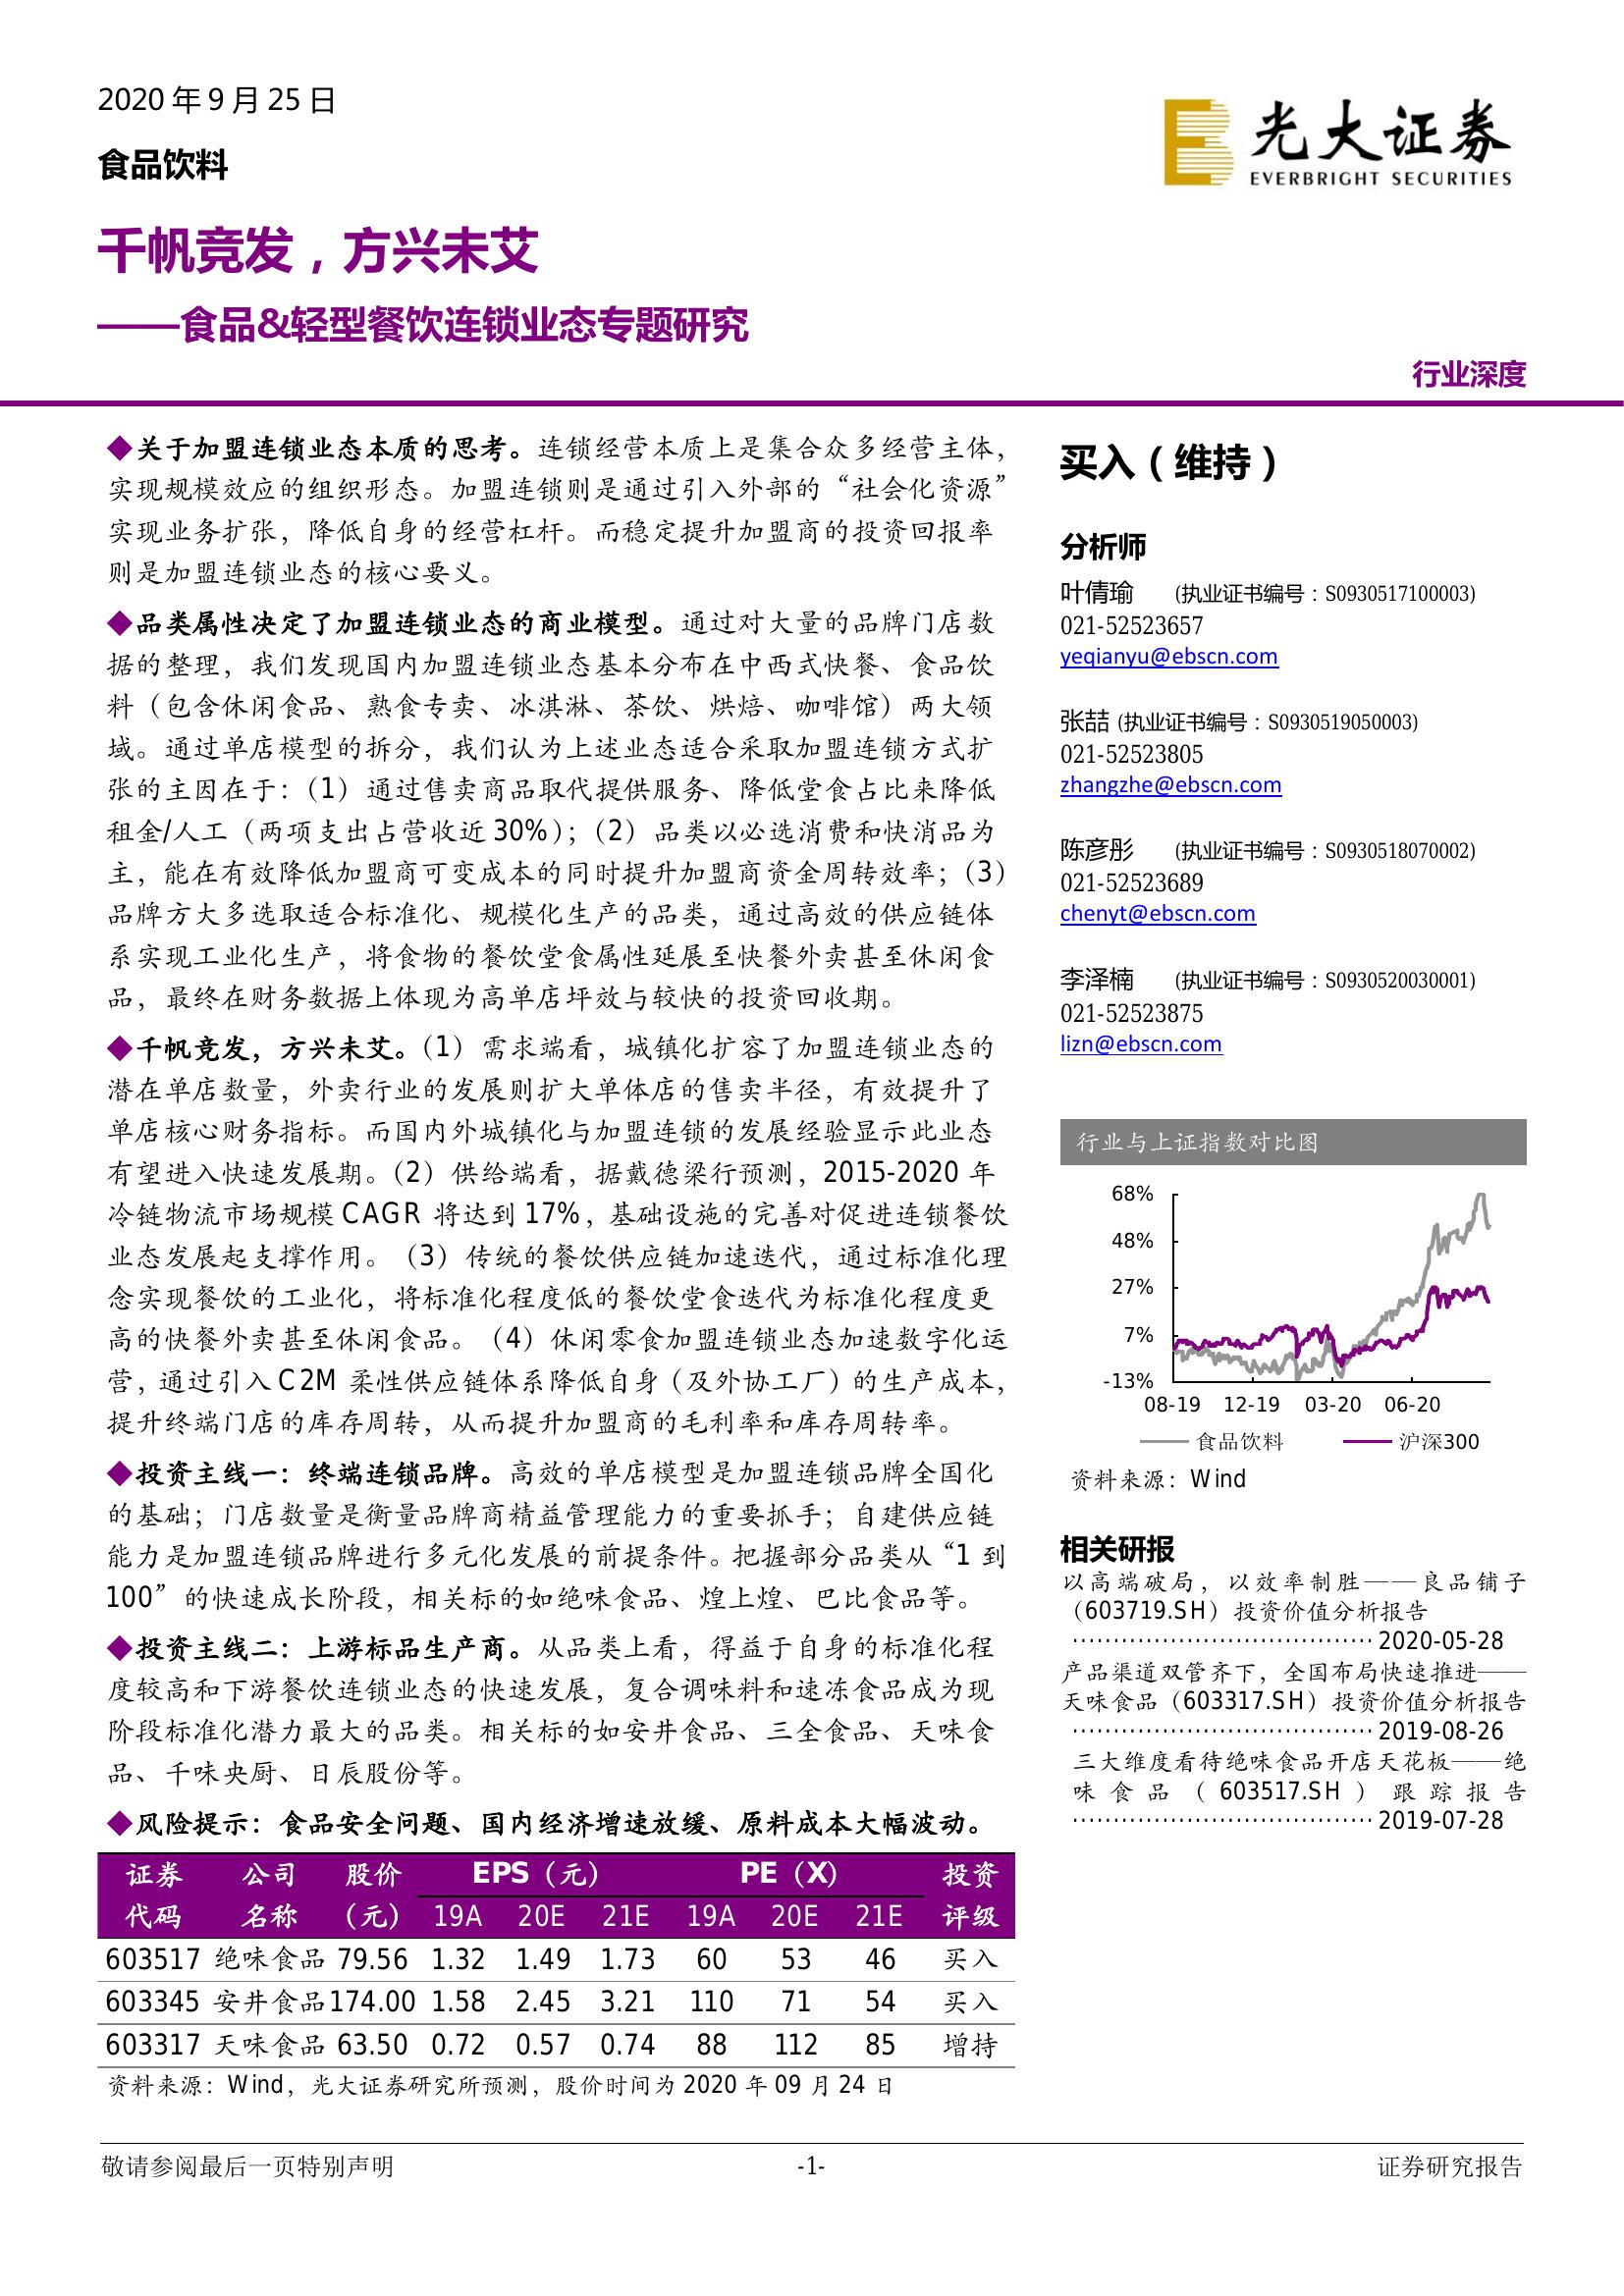 2020 年 9 月 25 日
食品饮料
光大证券
EVERBRIGHT SECURITIES
千帆竞发，方兴未艾
——食品&轻型餐饮连锁业态专题研究
行业深度
◆关于加盟连锁业态本质的思考。连锁经营本质上是集合众多经营主体，
实现规模效应的组织形态。加盟连锁则是通过引入外部的“社会化资源”
实现业务扩张，降低自身的经营杠杆。而稳定提升加盟商的投资回报率
则是加盟连锁业态的核心要义。
◆品类属性决定了加盟连锁业态的商业模型。通过对大量的品牌门店数
据的整理，我们发现国内加盟连锁业态基本分布在中西式快餐、食品饮
料（包含休闲食品、熟食专卖、冰淇淋、茶饮、烘焙、咖啡馆）两大领
域。通过单店模型的拆分，我们认为上述业态适合采取加盟连锁方式扩
张的主因在于：（1）通过售卖商品取代提供服务、降低堂食占比来降低
租金/人工（两项支出占营收近 30%）；（2）品类以必选消费和快消品为
主，能在有效降低加盟商可变成本的同时提升加盟商资金周转效率；（3）
品牌方大多选取适合标准化、规模化生产的品类，通过高效的供应链体
系实现工业化生产，将食物的餐饮堂食属性延展至快餐外卖甚至休闲食
品，最终在财务数据上体现为高单店坪效与较快的投资回收期。
◆千帆竞发，方兴未艾。（1）需求端看，城镇化扩容了加盟连锁业态的
潜在单店数量，外卖行业的发展则扩大单体店的售卖半径，有效提升了
单店核心财务指标。而国内外城镇化与加盟连锁的发展经验显示此业态
有望进入快速发展期。（2）供给端看，据戴德梁行预测，2015-2020 年
冷链物流市场规模 CAGR 将达到 17%，基础设施的完善对促进连锁餐饮
业态发展起支撑作用。（3）传统的餐饮供应链加速迭代，通过标准化理
念实现餐饮的工业化，将标准化程度低的餐饮堂食迭代为标准化程度更
高的快餐外卖甚至休闲食品。（4）休闲零食加盟连锁业态加速数字化运
营，通过引入 C2M 柔性供应链体系降低自身（及外协工厂）的生产成本，
提升终端门店的库存周转，从而提升加盟商的毛利率和库存周转率。
◆投资主线一：终端连锁品牌。高效的单店模型是加盟连锁品牌全国化
的基础；门店数量是衡量品牌商精益管理能力的重要抓手；自建供应链
能力是加盟连锁品牌进行多元化发展的前提条件。把握部分品类从“1 到
100”的快速成长阶段，相关标的如绝味食品、煌上煌、巴比食品等。
◆投资主线二：上游标品生产商。从品类上看，得益于自身的标准化程
度较高和下游餐饮连锁业态的快速发展，复合调味料和速冻食品成为现
阶段标准化潜力最大的品类。相关标的如安井食品、三全食品、天味食
品、千味央厨、日辰股份等。
◆风险提示：食品安全问题、国内经济增速放缓、原料成本大幅波动。
证券 公司 股价 EPS（元） PE（X） 投资
代码 名称 （元） 19A 20E 21E 19A 20E 21E 评级
603517 绝味食品 79.56 1.32 1.49 1.73 60 53 46 买入
603345 安井食品 174.00 1.58 2.45 3.21 110 71 54 买入
603317 天味食品 63.50 0.72 0.57 0.74 88 112 85 增持
资料来源：Wind，光大证券研究所预测，股价时间为 2020 年 09 月 24 日
买入（维持）
分析师
叶倩瑜 (执业证书编号：S0930517100003)
021-52523657
yeqianyu@ebscn.com
张喆 (执业证书编号：S0930519050003)
021-52523805
zhangzhe@ebscn.com
陈彦彤 (执业证书编号：S0930518070002)
021-52523689
chenyt@ebscn.com
李泽楠 (执业证书编号：S0930520030001)
021-52523875
lizn@ebscn.com
行业与上证指数对比图
68%
48%
27%
7%
-13%
08-19 12-19 03-20 06-20
食品饮料 沪深300
资料来源：Wind
相关研报
以高端破局，以效率制胜——良品铺子
（603719.SH）投资价值分析报告
····································· 2020-05-28
产品渠道双管齐下，全国布局快速推进——
天味食品（603317.SH）投资价值分析报告
····································· 2019-08-26
三大维度看待绝味食品开店天花板——绝
味食品（603517.SH）跟踪报告
····································· 2019-07-28
敬请参阅最后一页特别声明 -1- 证券研究报告